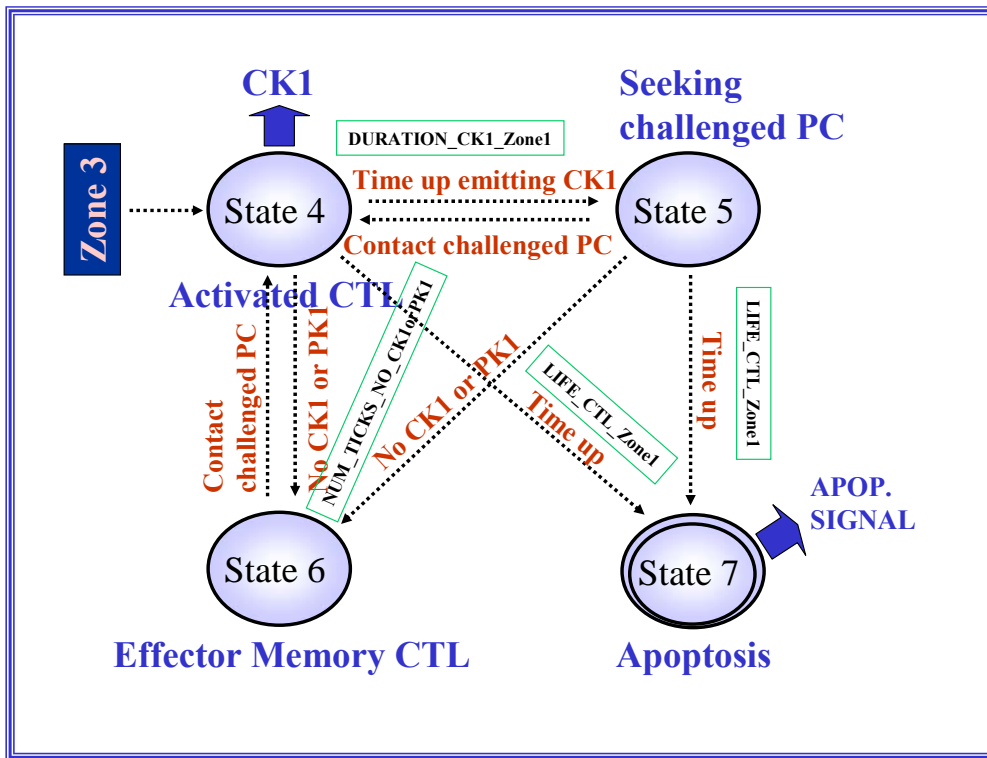 CK1
Seeking
challenged PC
DURATION_CK1_Zone1
Zone 3
State 4
Time up emitting CK1
State 5
Contact challenged PC
Activated CTL
Contact
challenged PC
No CK1 or PK1
NUM_TICKS_NO_CK1orPK1
No CK1 or PK1
LIFE_CTL_Zone1
Time up
Time up
LIFE_CTL_Zone1
APOP.
SIGNAL
State 6
State 7
Effector Memory CTL
Apoptosis